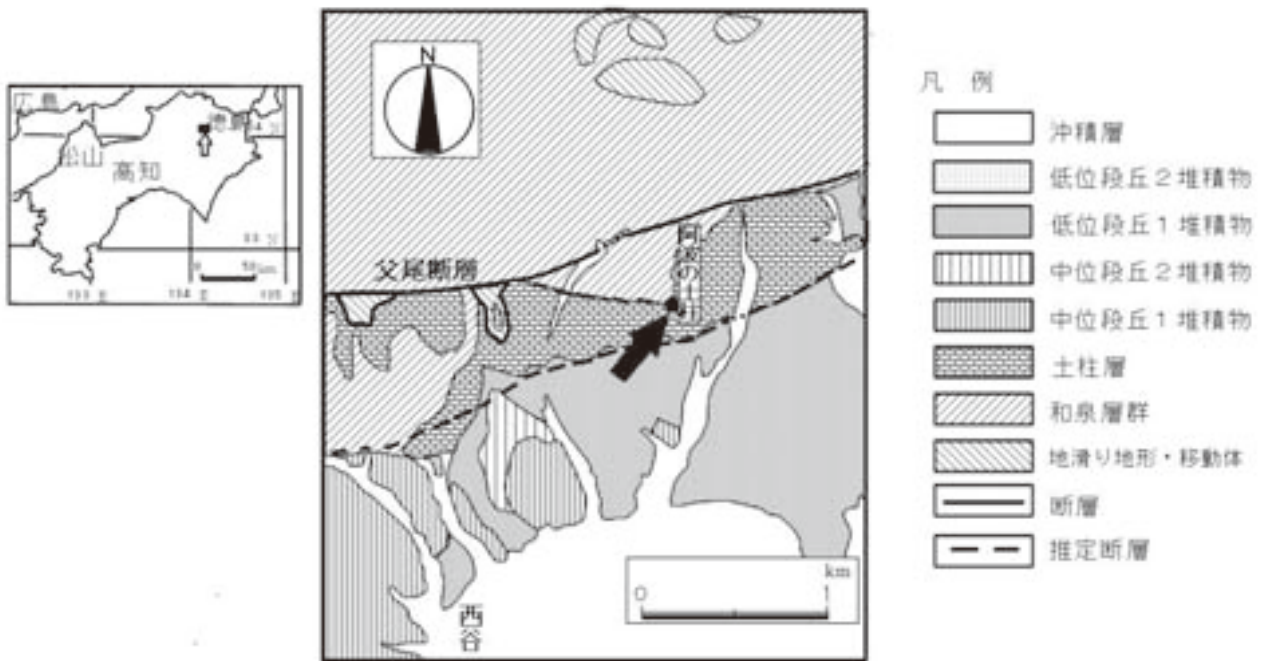 広島
徳島
松山
高知
133 E
134 E
135 E
N
父尾断層
阿波の土柱
西谷
km
0
1
凡 例
沖積層
低位段丘2堆積物
低位段丘1堆積物
中位段丘2堆積物
中位段丘1堆積物
土柱層
和泉層群
地滑り地形・移動体
断層
推定断層